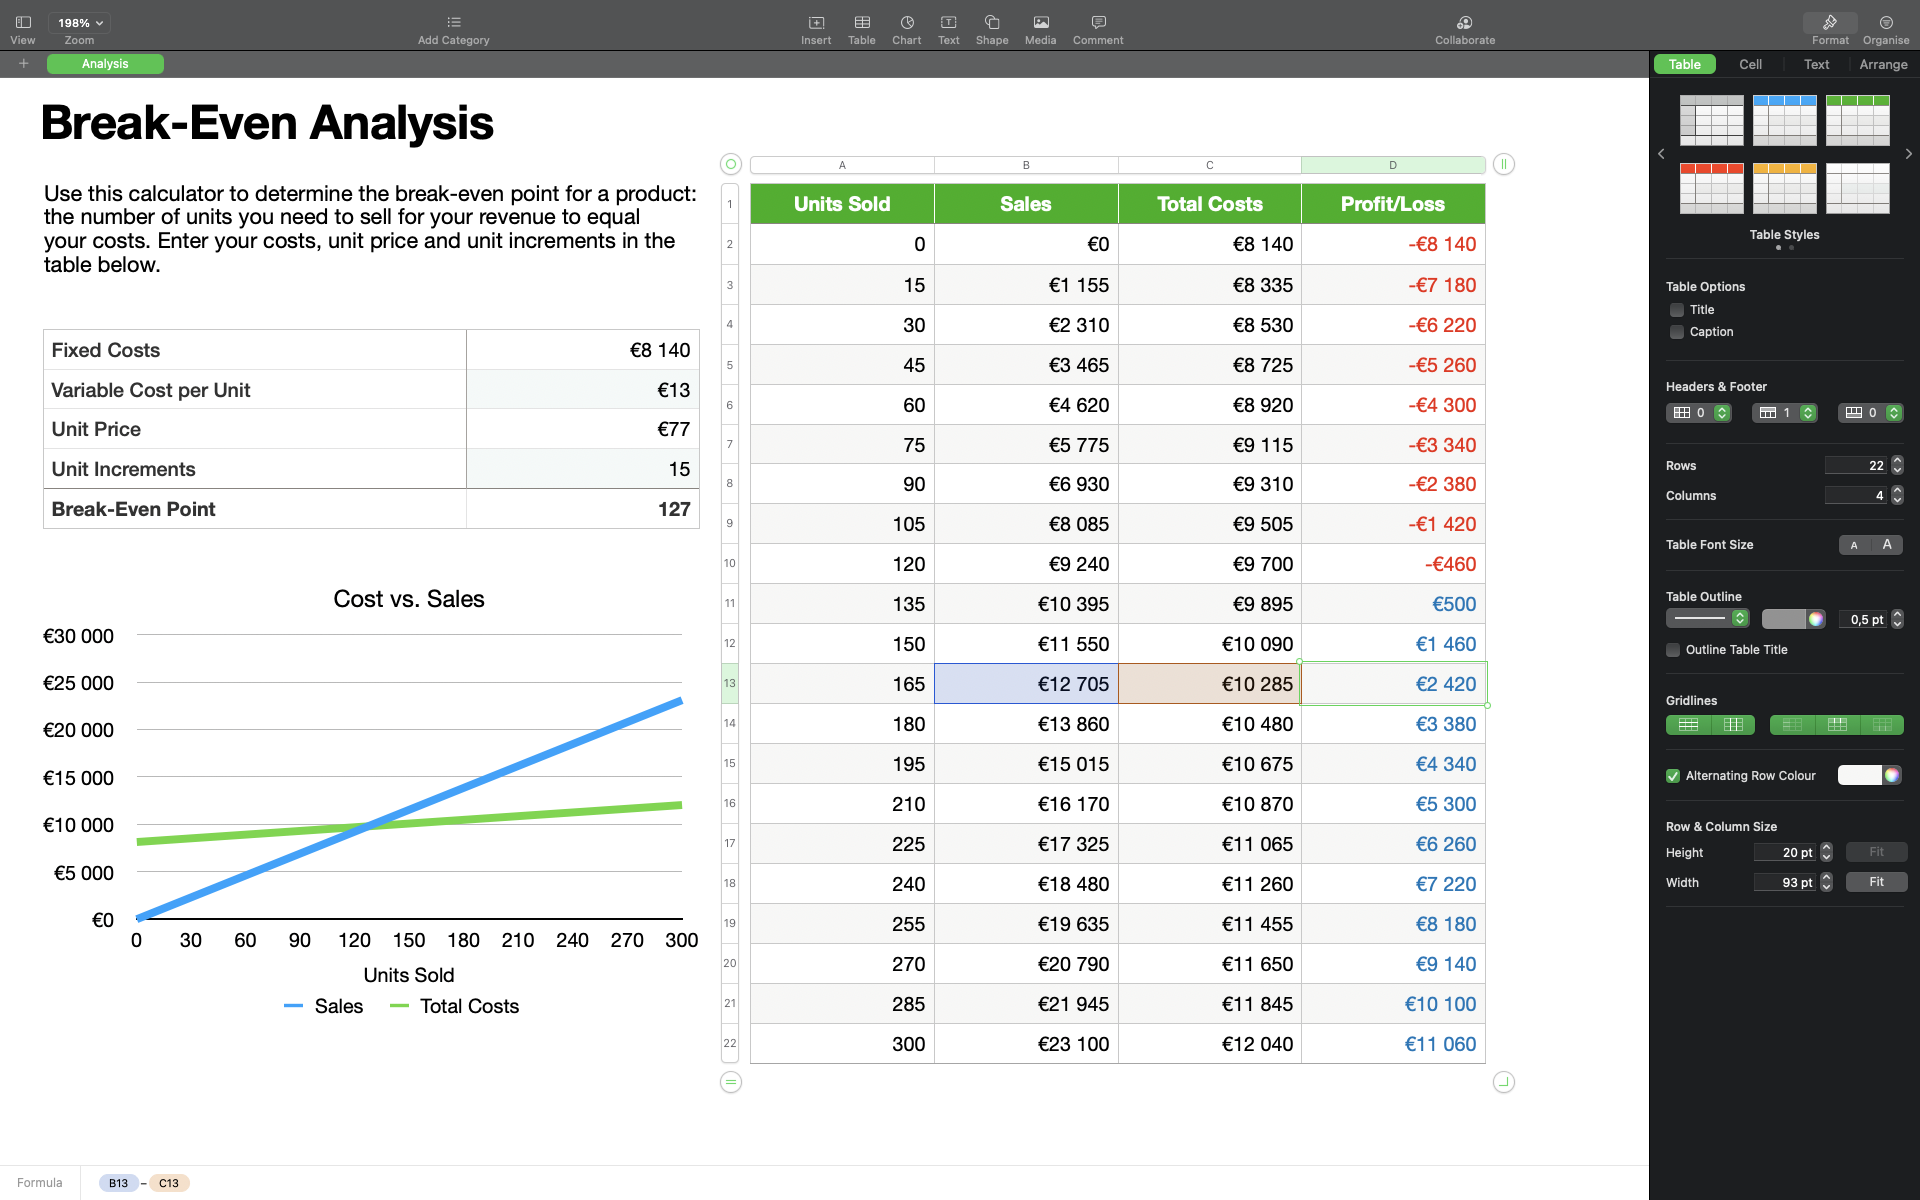 View
198%
Zoom
Add Category
Insert
Table
Chart
Text
Shape
Media
Comment
Collaborate
Format
Organise
Analysis
Break-Even Analysis
Use this calculator to determine the break-even point for a product:
the number of units you need to sell for your revenue to equal
your costs. Enter your costs, unit price and unit increments in the
table below.
Fixed Costs €8 140
Variable Cost per Unit €13
Unit Price €77
Unit Increments 15
Break-Even Point 127
Cost vs. Sales
€30 000
€25 000
€20 000
€15 000
€10 000
€5 000
€0
0 30 60 90 120 150 180 210 240 270 300
Units Sold
Sales Total Costs
A B C D
1 Units Sold Sales Total Costs Profit/Loss
2 0 €0 €8 140 -€8 140
3 15 €1 155 €8 335 -€7 180
4 30 €2 310 €8 530 -€6 220
5 45 €3 465 €8 725 -€5 260
6 60 €4 620 €8 920 -€4 300
7 75 €5 775 €9 115 -€3 340
8 90 €6 930 €9 310 -€2 380
9 105 €8 085 €9 505 -€1 420
10 120 €9 240 €9 700 -€460
11 135 €10 395 €9 895 €500
12 150 €11 550 €10 090 €1 460
13 165 €12 705 €10 285 €2 420
14 180 €13 860 €10 480 €3 380
15 195 €15 015 €10 675 €4 340
16 210 €16 170 €10 870 €5 300
17 225 €17 325 €11 065 €6 260
18 240 €18 480 €11 260 €7 220
19 255 €19 635 €11 455 €8 180
20 270 €20 790 €11 650 €9 140
21 285 €21 945 €11 845 €10 100
22 300 €23 100 €12 040 €11 060
Formula B13 – C13
Table Cell Text Arrange
Table Styles
Table Options
Title
Caption
Headers & Footer
0 1 0
Rows 22
Columns 4
Table Font Size A A
Table Outline
0,5 pt
Outline Table Title
Gridlines
Alternating Row Colour
Row & Column Size
Height 20 pt Fit
Width 93 pt Fit